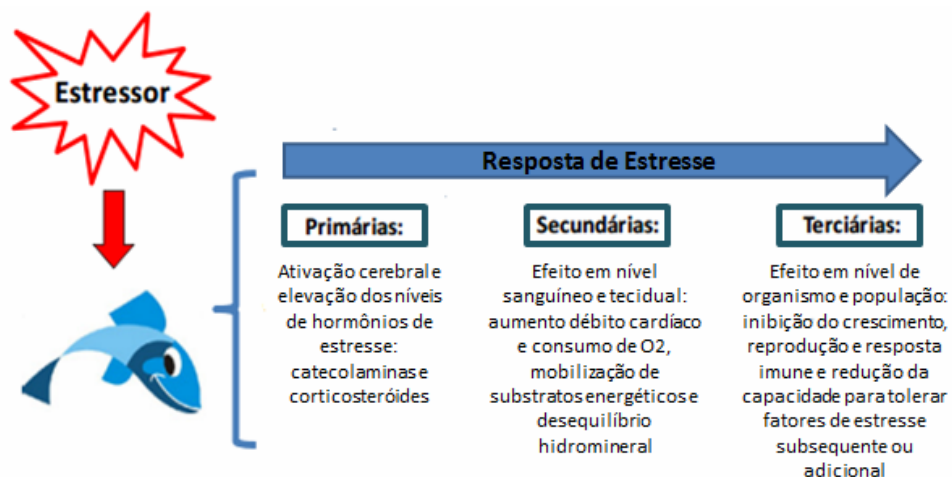 Estressor
Resposta de Estresse
Primárias:
Ativação cerebral e
elevação dos níveis
de hormônios de
estresse:
catecolaminas e
corticosteróides
Secundárias:
Efeito em nível
sanguíneo e tecidual:
aumento débito cardíaco
e consumo de O2,
mobilização de
substratos energéticos e
desequilíbrio
hidromineral
Terciárias:
Efeito em nível de
organismo e população:
inibição do crescimento,
reprodução e resposta
imune e redução da
capacidade para tolerar
fatores de estresse
subsequente ou
adicional